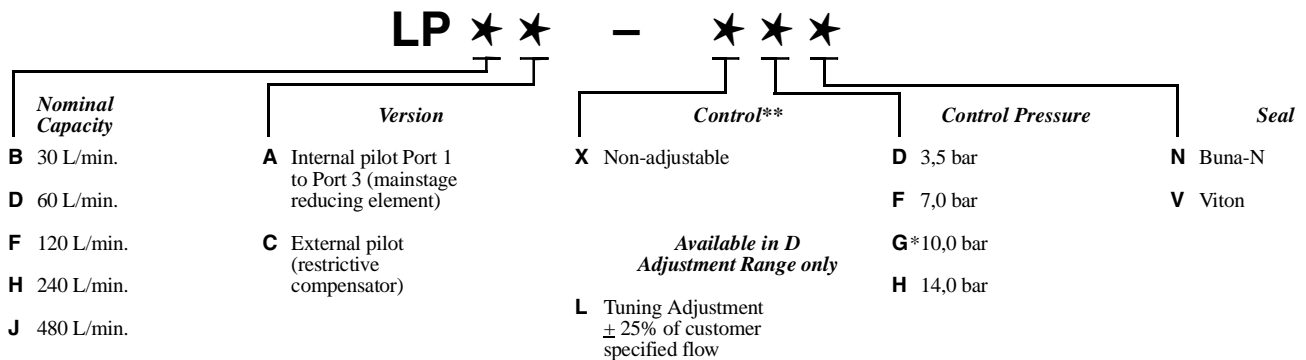 LP ★ ★ – ★ ★ ★
Nominal
Capacity
B 30 L/min.
D 60 L/min.
F 120 L/min.
H 240 L/min.
J 480 L/min.
Version
A Internal pilot Port 1
to Port 3 (mainstage
reducing element)
C External pilot
(restrictive
compensator)
Control**
X Non-adjustable
Available in D
Adjustment Range only
L Tuning Adjustment
± 25% of customer
specified flow
Control Pressure
D 3,5 bar
F 7,0 bar
G*10,0 bar
H 14,0 bar
Seal
N Buna-N
V Viton